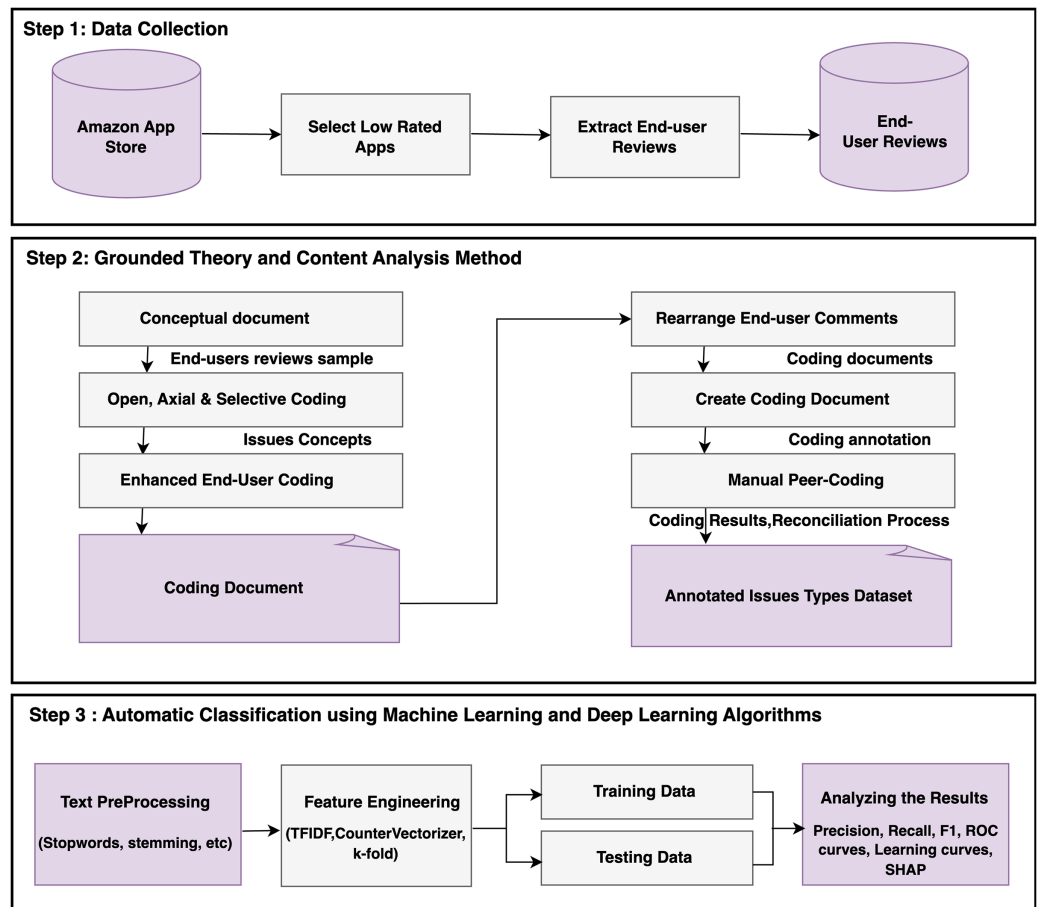 Step 1: Data Collection
Amazon App
Store
Select Low Rated
Apps
Extract End-user
Reviews
End-
User Reviews
Step 2: Grounded Theory and Content Analysis Method
Conceptual document
End-users reviews sample
Open, Axial & Selective Coding
Issues Concepts
Enhanced End-User Coding
Coding Document
Rearrange End-user Comments
Coding documents
Create Coding Document
Coding annotation
Manual Peer-Coding
Coding Results,Reconciliation Process
Annotated Issues Types Dataset
Step 3 : Automatic Classification using Machine Learning and Deep Learning Algorithms
Text PreProcessing
(Stopwords, stemming, etc)
Feature Engineering
(TFIDF,CounterVectorizer,
k-fold)
Training Data
Testing Data
Analyzing the Results
Precision, Recall, F1, ROC
curves, Learning curves,
SHAP